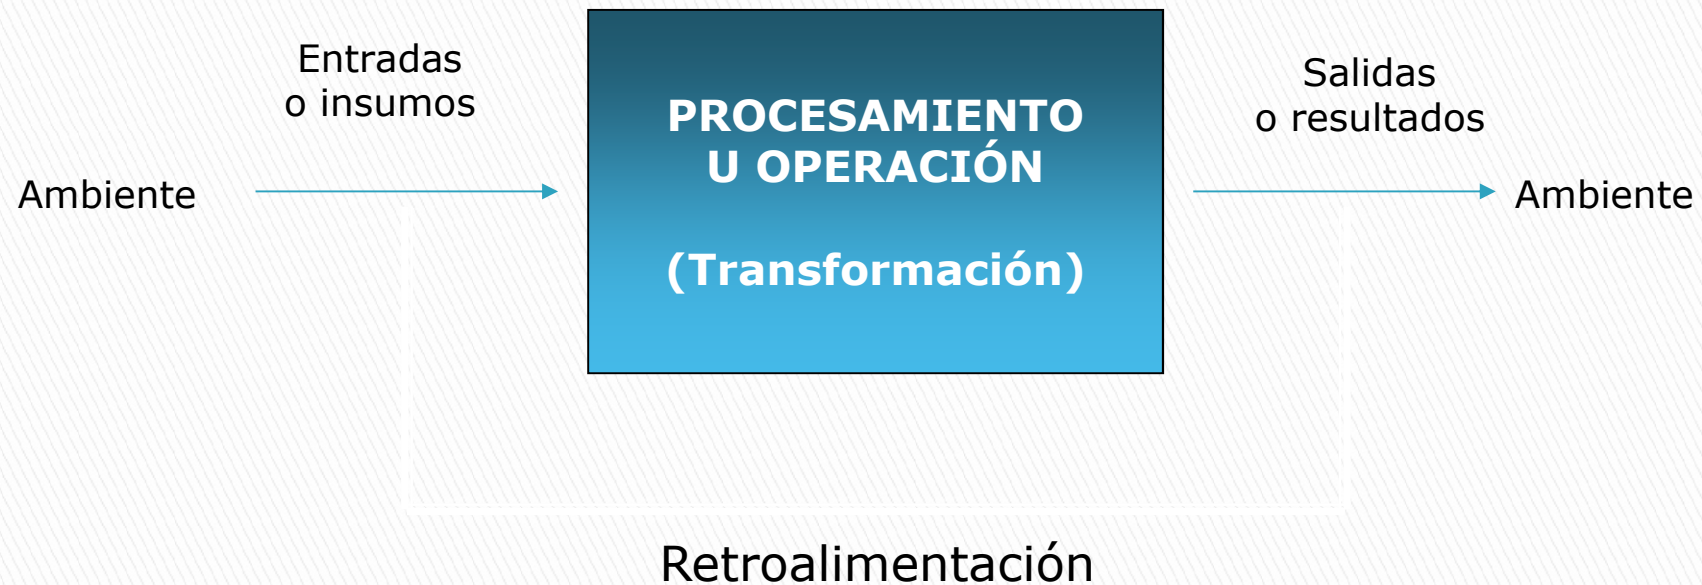 Entradas
o insumos
PROCESAMIENTO
U OPERACIÓN
(Transformación)
Salidas
o resultados
Ambiente
Ambiente
Retroalimentación